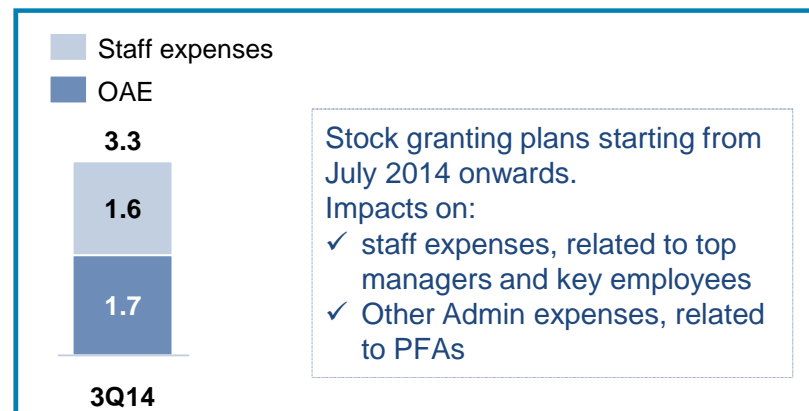 Staff expenses
OAE
3.3
1.6
1.7
3Q14
Stock granting plans starting from
July 2014 onwards.
Impacts on:
✓ staff expenses, related to top
managers and key employees
✓ Other Admin expenses, related
to PFAs